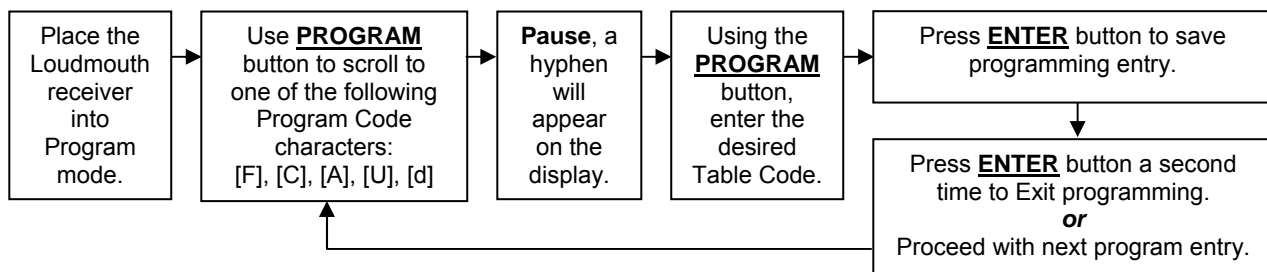 Place the
Loudmouth
receiver
into
Program
mode.
Use PROGRAM
button to scroll to
one of the following
Program Code
characters:
[F], [C], [A], [U], [d]
Pause, a
hyphen
will
appear
on the
display.
Using the
PROGRAM
button,
enter the
desired
Table Code.
Press ENTER button to save
programming entry.
Press ENTER button a second
time to Exit programming.
or
Proceed with next program entry.